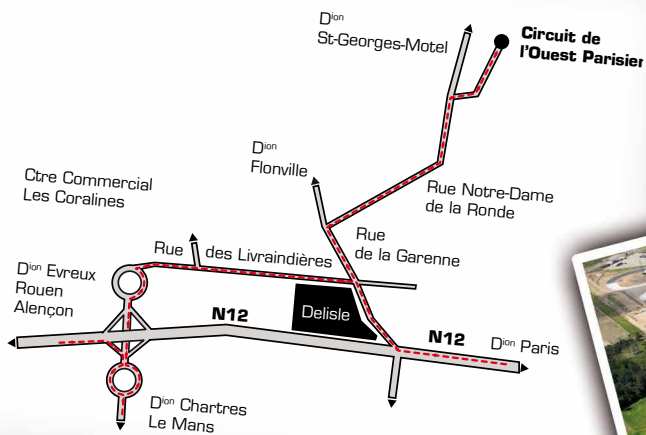 Dion
St-Georges-Motel
Circuit de
l'Ouest Parisien
Dion
Flonville
Ctre Commercial
Les Coralines
Rue Notre-Dame
de la Ronde
Rue des Livraindières
Rue
de la Garenne
Dion Evreux
Rouen
Alençon
N12
Delisle
N12
Dion Paris
Dion Chartres
Le Mans